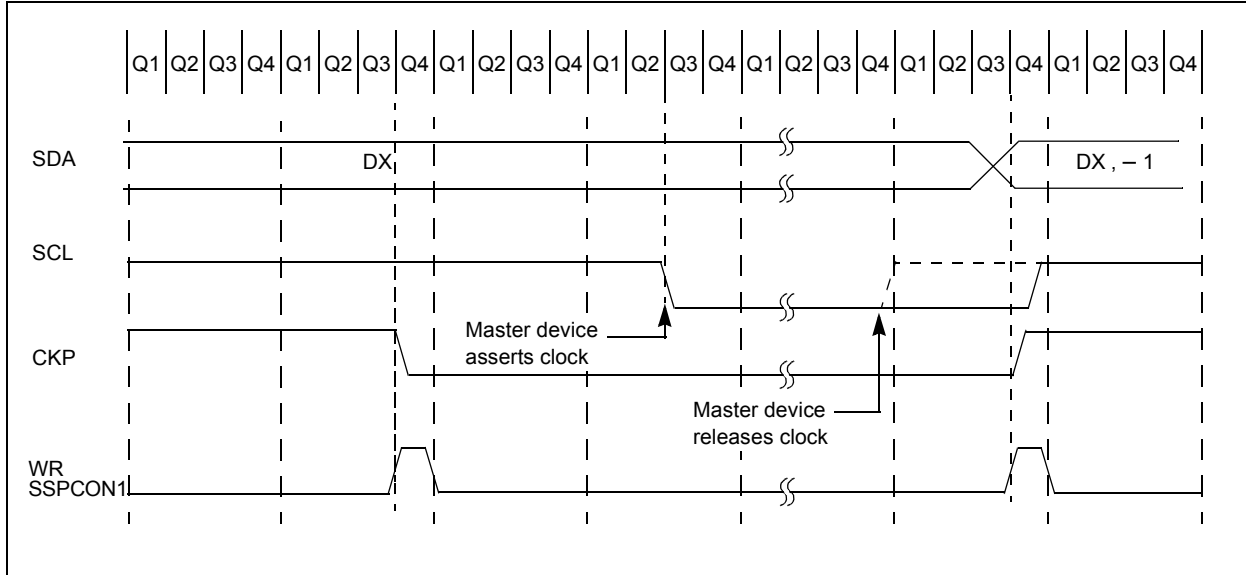 Q1 Q2 Q3 Q4 Q1 Q2 Q3 Q4 Q1 Q2 Q3 Q4 Q1 Q2 Q3 Q4 Q1 Q2 Q3 Q4 Q1 Q2 Q3 Q4 Q1 Q2 Q3 Q4
SDA
DX
DX , – 1
SCL
Master device
asserts clock
CKP
Master device
releases clock
WR
SSPCON1